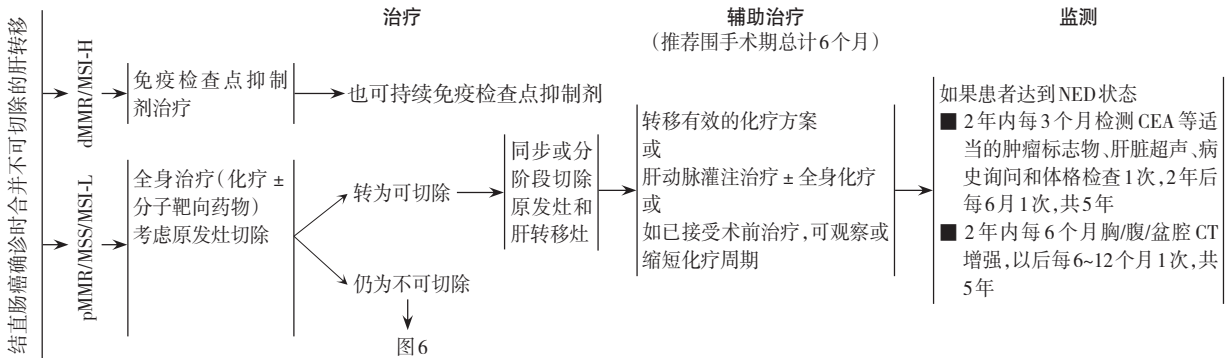 治疗
辅助治疗
（推荐围手术期总计6个月）
监测
结直肠癌确诊时合并不可切除的肝转移
dMMR/MSI-H
免疫检查点抑制
剂治疗
也可持续免疫检查点抑制剂
pMMR/MSS/MSI-L
全身治疗（化疗 ±
分子靶向药物）
考虑原发灶切除
转为可切除
仍为不可切除
图6
同步或分
阶段切除
原发灶和
肝转移灶
转移有效的化疗方案
或
肝动脉灌注治疗 ± 全身化疗
或
如已接受术前治疗，可观察或
缩短化疗周期
如果患者达到NED状态
■ 2年内每3个月检测CEA等适
当的肿瘤标志物、肝脏超声、病
史询问和体格检查1次，2年后
每6月1次，共5年
■ 2年内每6个月胸/腹/盆腔CT
增强，以后每6~12个月1次，共
5年